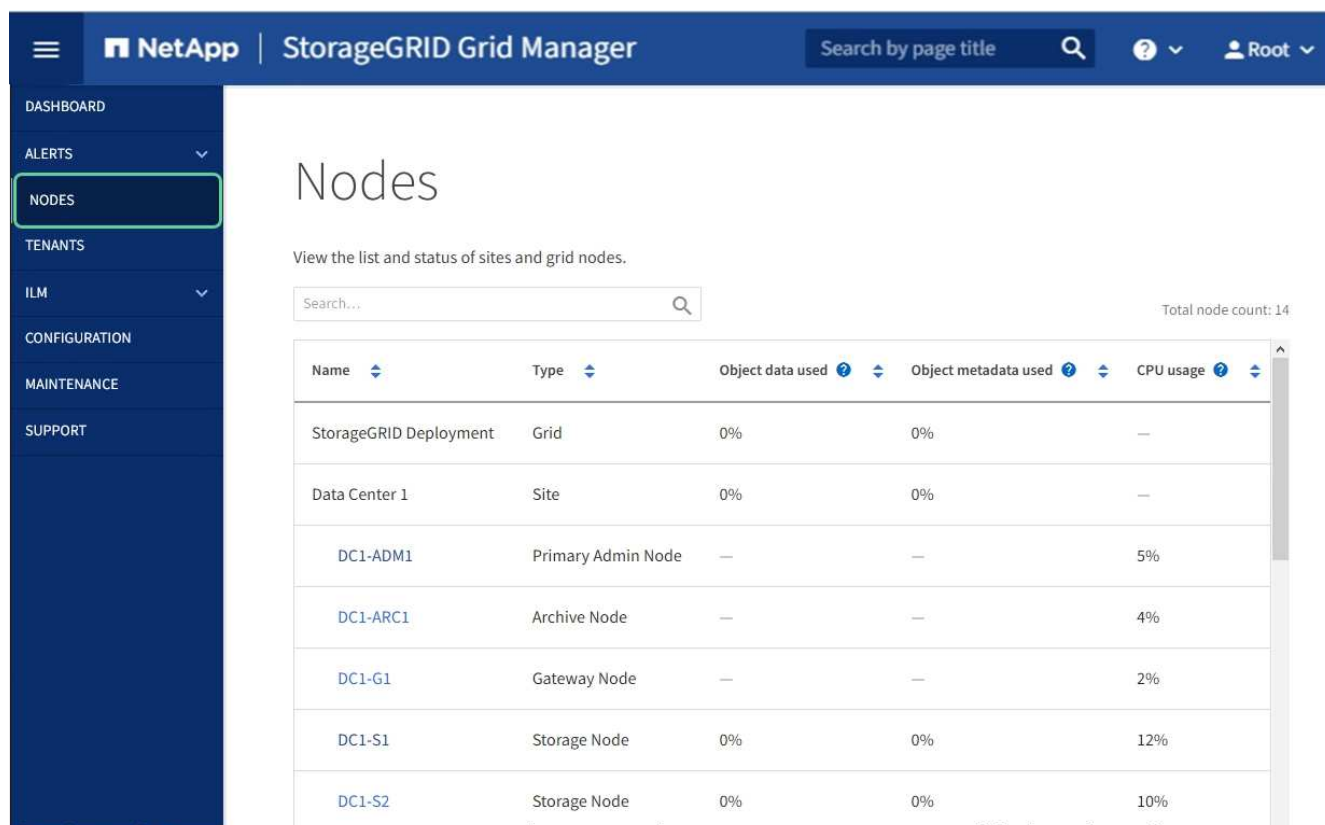 NetApp | StorageGRID Grid Manager Search by page title ? Root
DASHBOARD
ALERTS
NODES
TENANTS
ILM
CONFIGURATION
MAINTENANCE
SUPPORT
Nodes
View the list and status of sites and grid nodes.
Search...
Total node count: 14
Name Type Object data used ? Object metadata used ? CPU usage ?
StorageGRID Deployment Grid 0% 0% —
Data Center 1 Site 0% 0% —
DC1-ADM1 Primary Admin Node — — 5%
DC1-ARC1 Archive Node — — 4%
DC1-G1 Gateway Node — — 2%
DC1-S1 Storage Node 0% 0% 12%
DC1-S2 Storage Node 0% 0% 10%